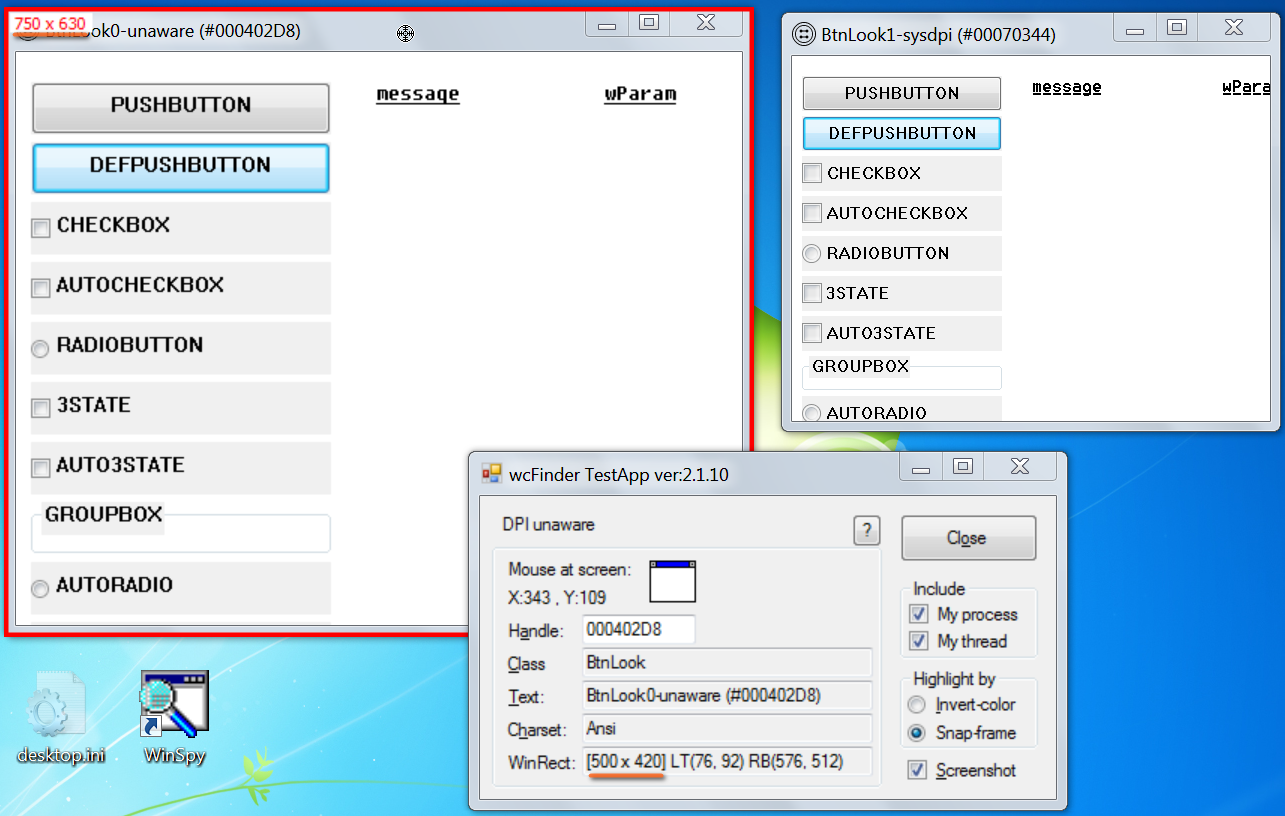 750 x 630
BtnLook0-unaware (#000402D8)
PUSHBUTTON
message
wParam
DEFPUSHBUTTON
CHECKBOX
AUTOCHECKBOX
RADIOBUTTON
3STATE
AUTO3STATE
GROUPBOX
AUTORADIO
BtnLook1-sysdpi (#00070344)
PUSHBUTTON
message
wPara
DEFPUSHBUTTON
CHECKBOX
AUTOCHECKBOX
RADIOBUTTON
3STATE
AUTO3STATE
GROUPBOX
AUTORADIO
wcFinder TestApp ver:2.1.10
DPI unaware
?
Close
Mouse at screen:
X:343 , Y:109
Handle: 000402D8
Class BtnLook
Text: BtnLook0-unaware (#000402D8)
Charset: Ansi
WinRect: [500 x 420] LT(76, 92) RB(576, 512)
Include
My process
My thread
Highlight by
Invert-color
Snap-frame
Screenshot
desktop.ini
WinSpy